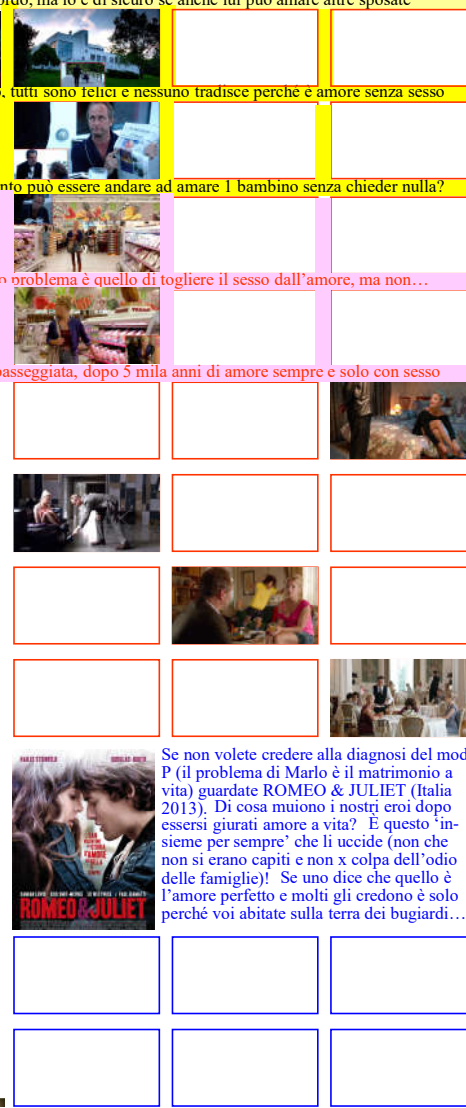 ordo, ma lo è di sicuro se anche lui può amare altre sposate
o, tutti sono felici e nessuno tradisce perché è amore senza sesso
nto può essere andare ad amare 1 bambino senza chieder nulla?
o problema è quello di togliere il sesso dall'amore, ma non…
passeggiata, dopo 5 mila anni di amore sempre e solo con sesso
Se non volete credere alla diagnosi del mod
P (il problema di Marlo è il matrimonio a
vita) guardate ROMEO & JULIET (Italia
2013). Di cosa muiono i nostri eroi dopo
essersi giurati amore a vita? È questo 'in-
sieme per sempre' che li uccide (non che
non si erano capiti e non x colpa dell'odio
delle famiglie)! Se uno dice che quello è
l'amore perfetto e molti gli credono è solo
perché voi abitate sulla terra dei bugiardi…
ROMEO & JULIET